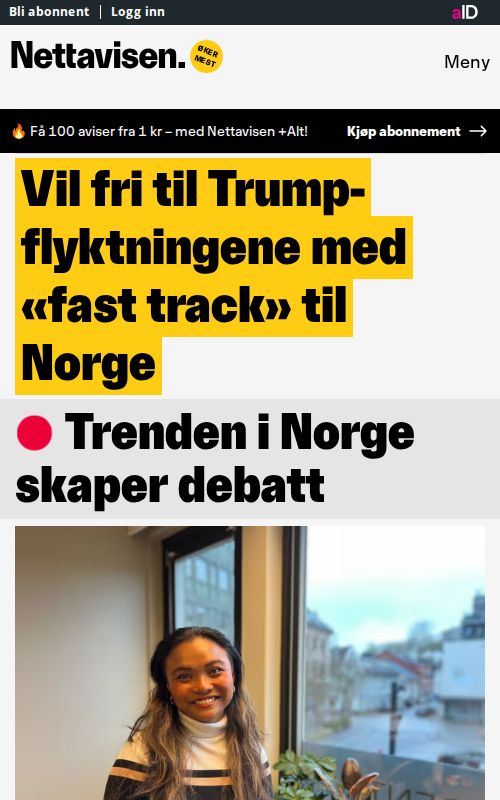 Bli abonnent | Logg inn
aID
Nettavisen.
ØKER
MEST
Meny
🔥 Få 100 aviser fra 1 kr – med Nettavisen +Alt!
Kjøp abonnement →
Vil fri til Trump-
flyktningene med
«fast track» til
Norge
🔴 Trenden i Norge
skaper debatt